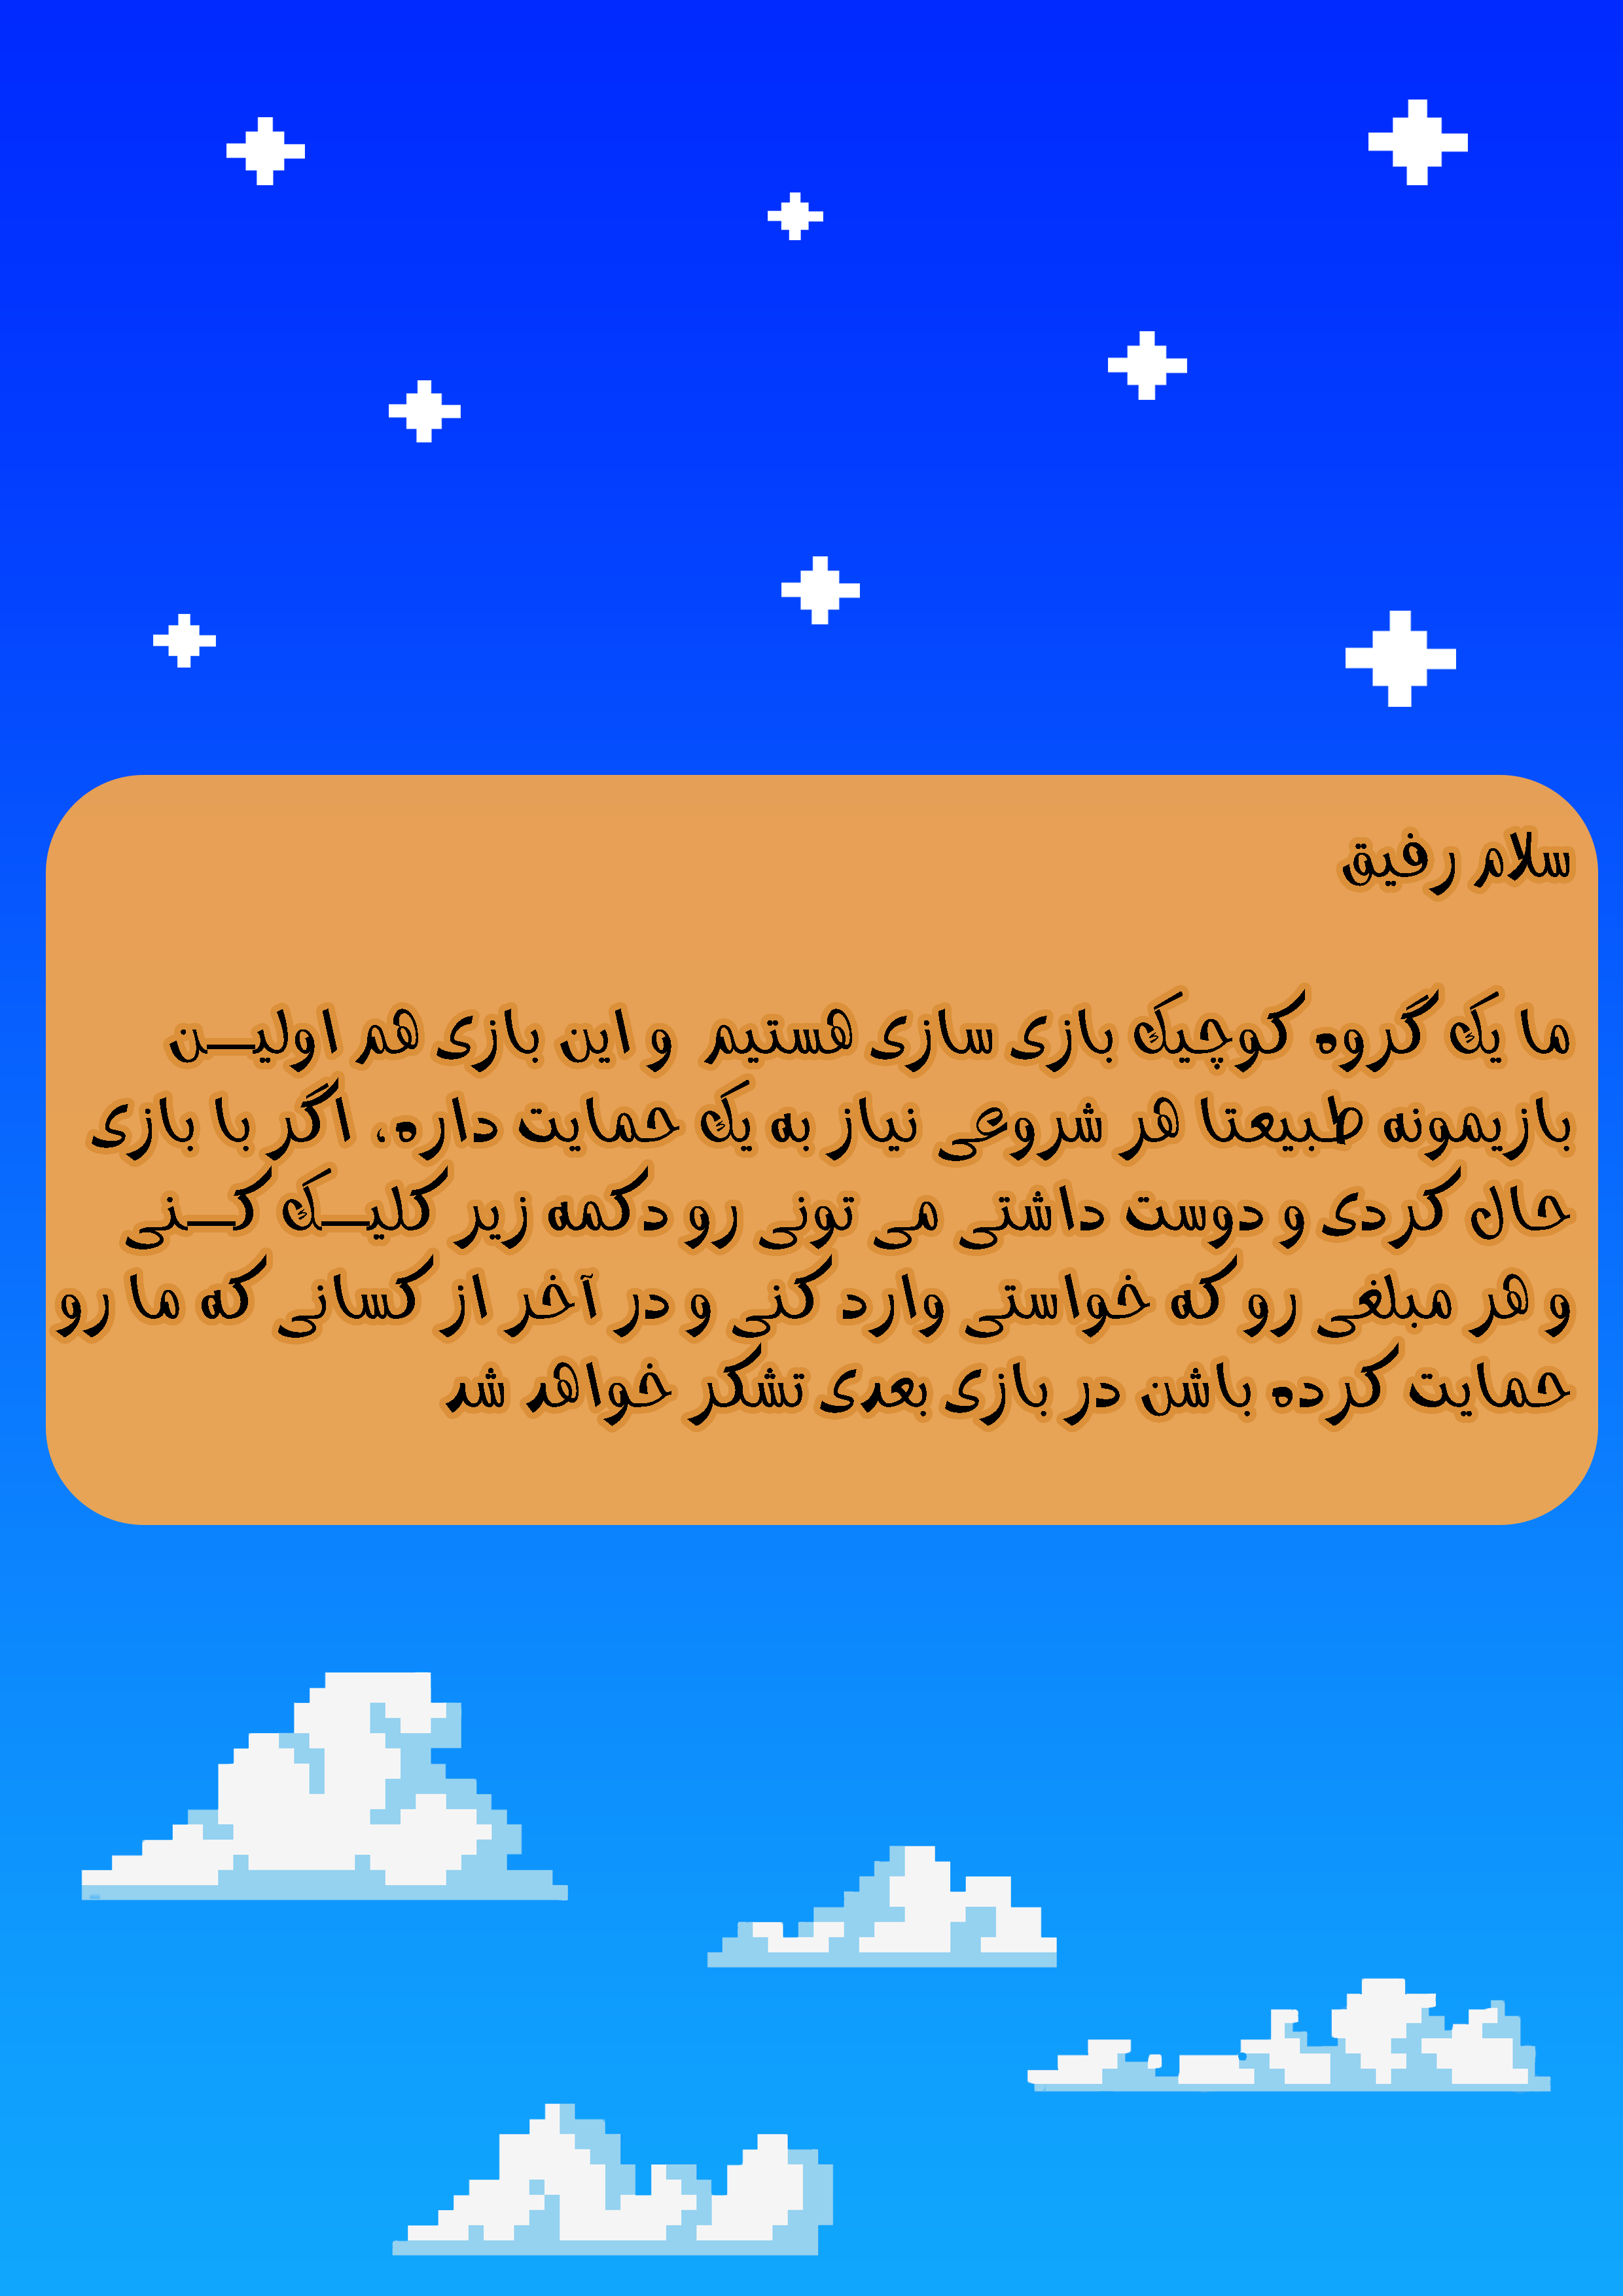 سلام رفیق
ما یک گروه کوچیک بازی سازی هستیم و این بازی هم اولیـــن
بازیمونه طبیعتا هر شروعی نیاز به یک حمایت داره، اگر با بازی
حال کردی و دوست داشتی می تونی رو دکمه زیر کلیـــک کـــنی
و هر مبلغی رو که خواستی وارد کنی و در آخر از کسانی که ما رو
حمایت کرده باشن در بازی بعدی تشکر خواهد شد